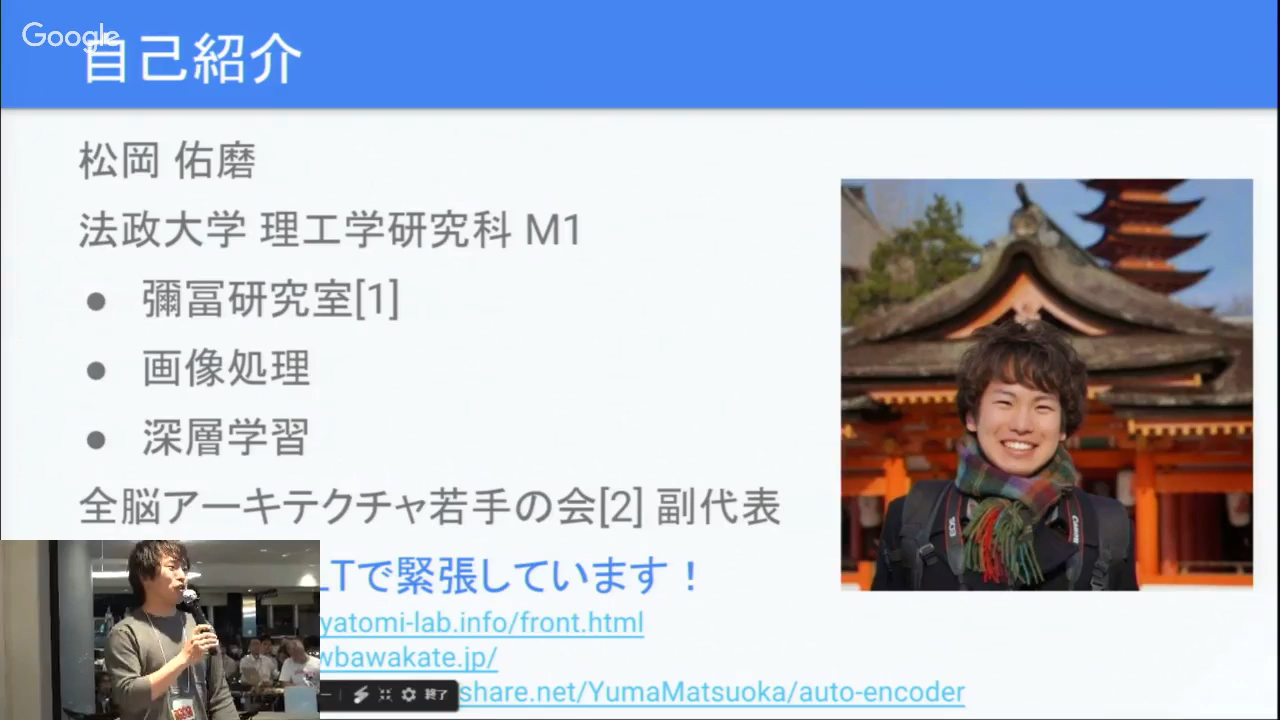 Google
自己紹介
松岡 佑磨
法政大学 理工学研究科 M1
● 彌冨研究室[1]
● 画像処理
● 深層学習
全脳アーキテクチャ若手の会[2] 副代表
LTで緊張しています！
yatomi-lab.info/front.html
wbawakate.jp/
share.net/YumaMatsuoka/auto-encoder
終了
EOS
Canon